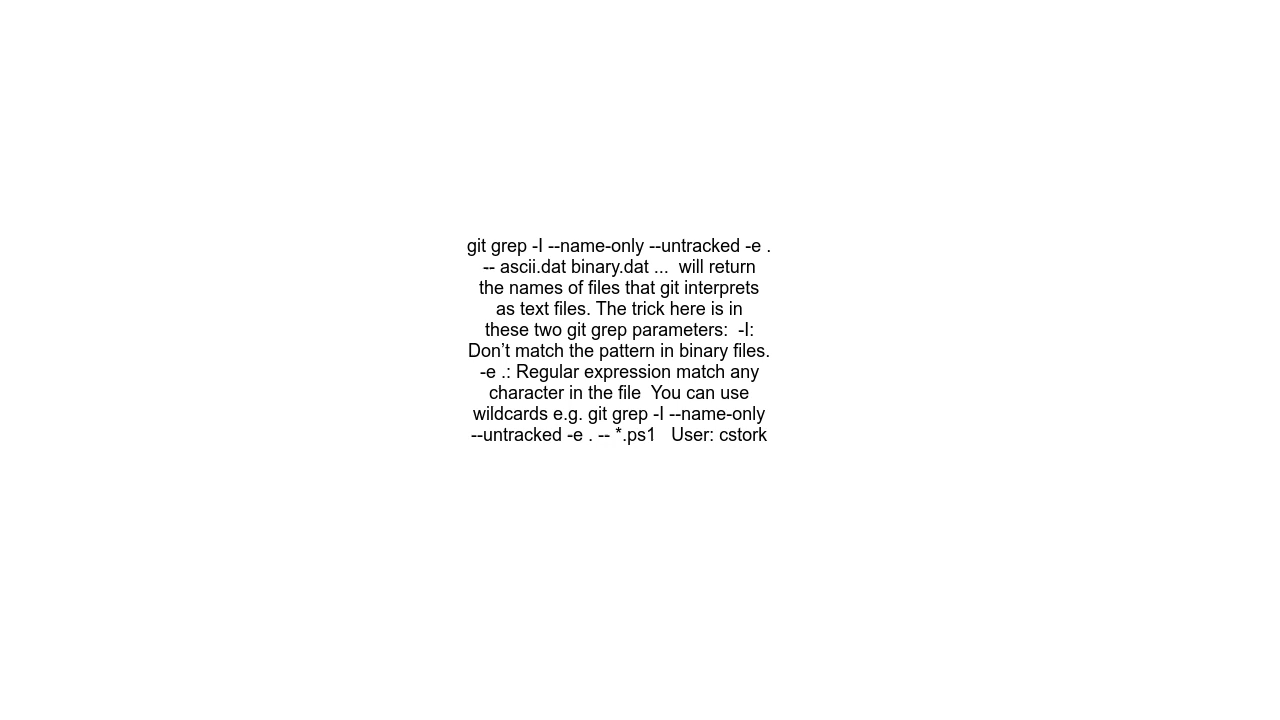 git grep -I --name-only --untracked -e .
-- ascii.dat binary.dat ...  will return
the names of files that git interprets
as text files. The trick here is in
these two git grep parameters:  -I:
Don’t match the pattern in binary files.
-e .: Regular expression match any
character in the file  You can use
wildcards e.g. git grep -I --name-only
--untracked -e . -- *.ps1   User: cstork